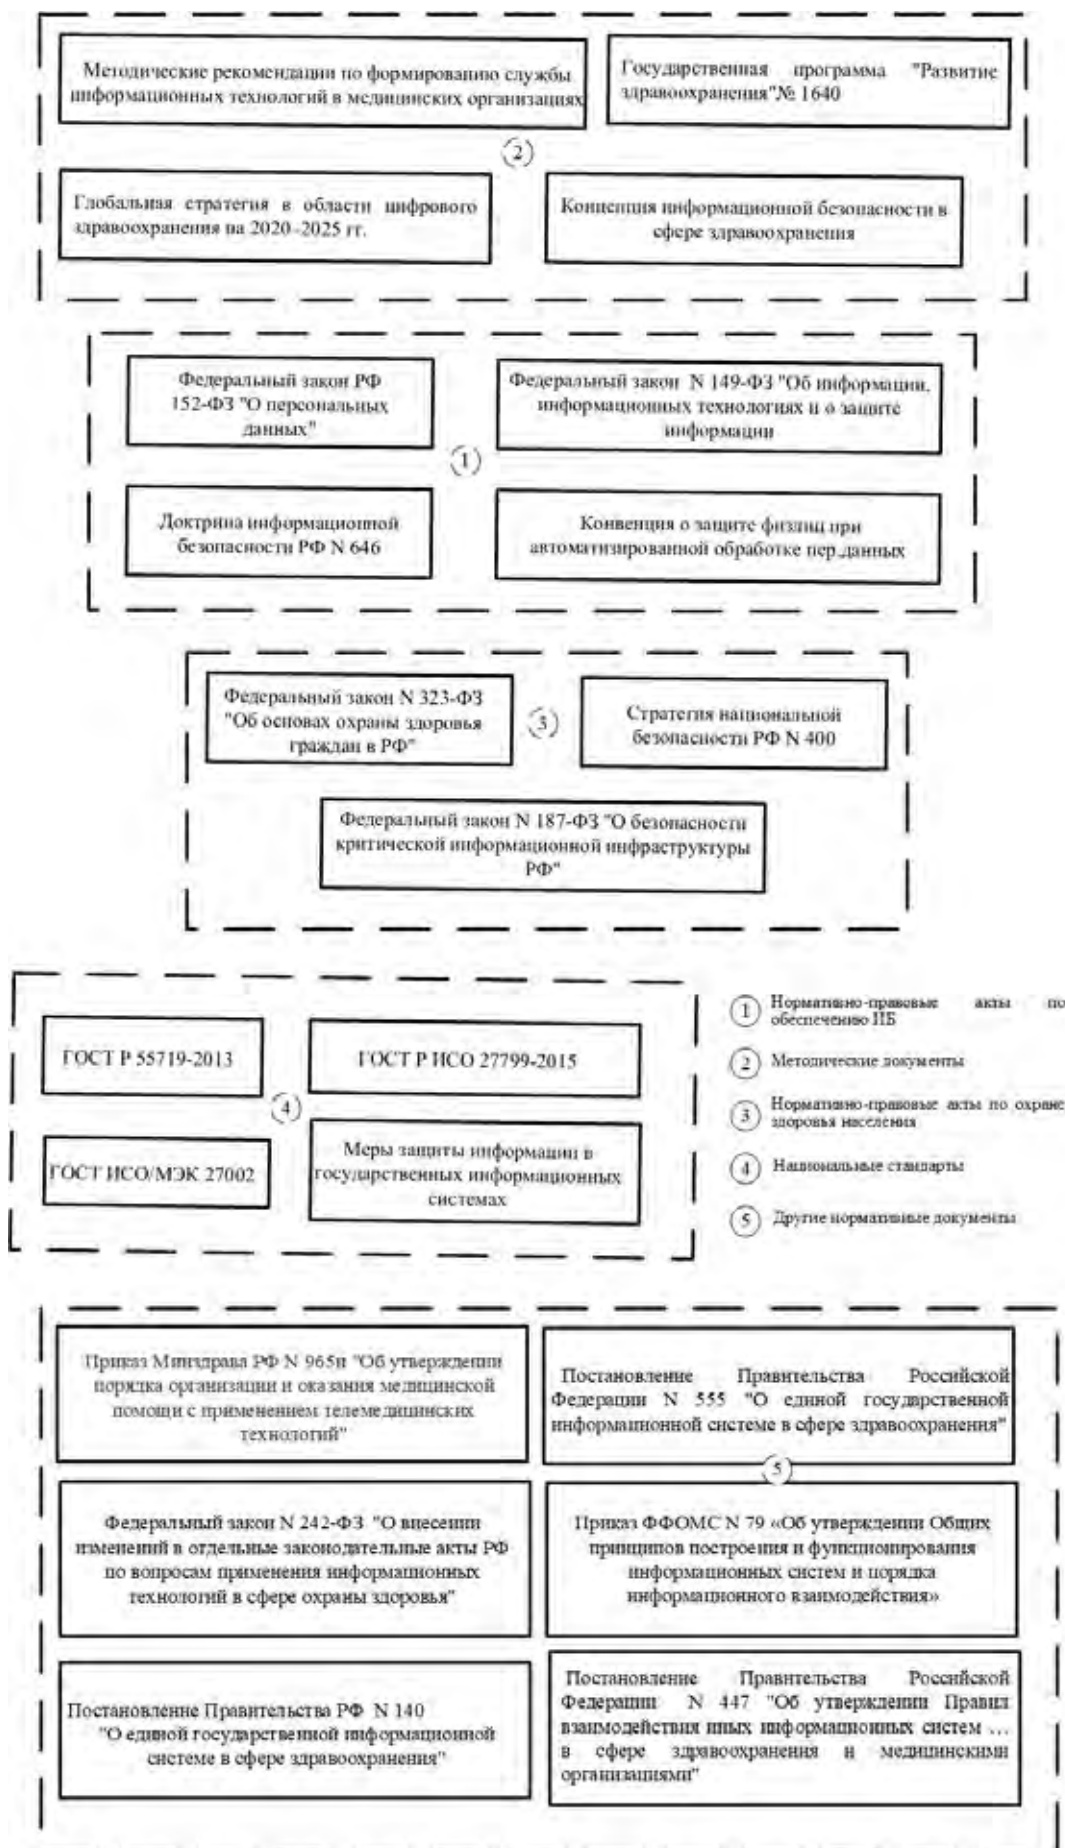 Методические рекомендации по формированию службы
информационных технологий в медицинских организациях
Государственная программа "Развитие
здравоохранения"№ 1640
2
Глобальная стратегия в области цифрового
здравоохранения на 2020 -2025 гг.
Концепция информационной безопасности в
сфере здравоохранения
Федеральный закон РФ
152-ФЗ "О персональных
данных"
Федеральный закон N 149-ФЗ "Об информации,
информационных технологиях и о защите
информации
1
Доктрина информационной
безопасности РФ N 646
Конвенция о защите физлиц при
автоматизированной обработке пер.данных
Федеральный закон N 323-ФЗ
"Об основах охраны здоровья
граждан в РФ"
3
Стратегия национальной
безопасности РФ N 400
Федеральный закон N 187-ФЗ "О безопасности
критической информационной инфраструктуры
РФ"
ГОСТ Р 55719-2013
ГОСТ Р ИСО 27799-2015
4
ГОСТ ИСО/МЭК 27002
Меры защиты информации в
государственных информационных
системах
1 Нормативно-правовые акты по
обеспечению ИБ
2 Методические документы
3 Нормативно-правовые акты по охране
здоровья населения
4 Национальные стандарты
5 Другие нормативные документы
Приказ Минздрава РФ N 965н "Об утверждении
порядка организации и оказания медицинской
помощи с применением телемедицинских
технологий"
Постановление Правительства Российской
Федерации N 555 "О единой государственной
информационной системе в сфере здравоохранения"
5
Федеральный закон N 242-ФЗ "О внесении
изменений в отдельные законодательные акты РФ
по вопросам применения информационных
технологий в сфере охраны здоровья"
Приказ ФФОМС N 79 «Об утверждении Общих
принципов построения и функционирования
информационных систем и порядка
информационного взаимодействия»
Постановление Правительства РФ N 140
"О единой государственной информационной
системе в сфере здравоохранения"
Постановление Правительства Российской
Федерации N 447 "Об утверждении Правил
взаимодействия иных информационных систем …
в сфере здравоохранения и медицинскими
организациями"